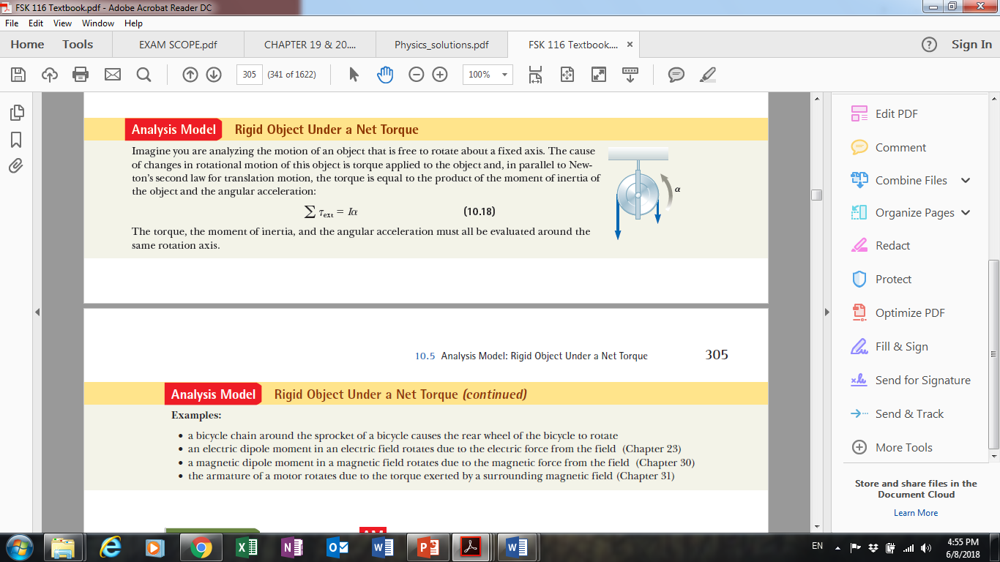 FSK 116 Textbook.pdf - Adobe Acrobat Reader DC
File Edit View Window Help
Home Tools EXAM SCOPE.pdf CHAPTER 19 & 20.... Physics_solutions.pdf FSK 116 Textbook.... × Sign In
305 (341 of 1622) 100%
Analysis Model Rigid Object Under a Net Torque
Imagine you are analyzing the motion of an object that is free to rotate about a fixed axis. The cause
of changes in rotational motion of this object is torque applied to the object and, in parallel to New-
ton's second law for translation motion, the torque is equal to the product of the moment of inertia of
the object and the angular acceleration:
α
∑ τext = Iα (10.18)
The torque, the moment of inertia, and the angular acceleration must all be evaluated around the
same rotation axis.
10.5 Analysis Model: Rigid Object Under a Net Torque 305
Analysis Model Rigid Object Under a Net Torque (continued)
Examples:
• a bicycle chain around the sprocket of a bicycle causes the rear wheel of the bicycle to rotate
• an electric dipole moment in an electric field rotates due to the electric force from the field (Chapter 23)
• a magnetic dipole moment in a magnetic field rotates due to the magnetic force from the field (Chapter 30)
• the armature of a motor rotates due to the torque exerted by a surrounding magnetic field (Chapter 31)
Edit PDF
Comment
Combine Files
Organize Pages
Redact
Protect
Optimize PDF
Fill & Sign
Send for Signature
Send & Track
More Tools
Store and share files in the
Document Cloud
Learn More
EN
4:55 PM
6/8/2018